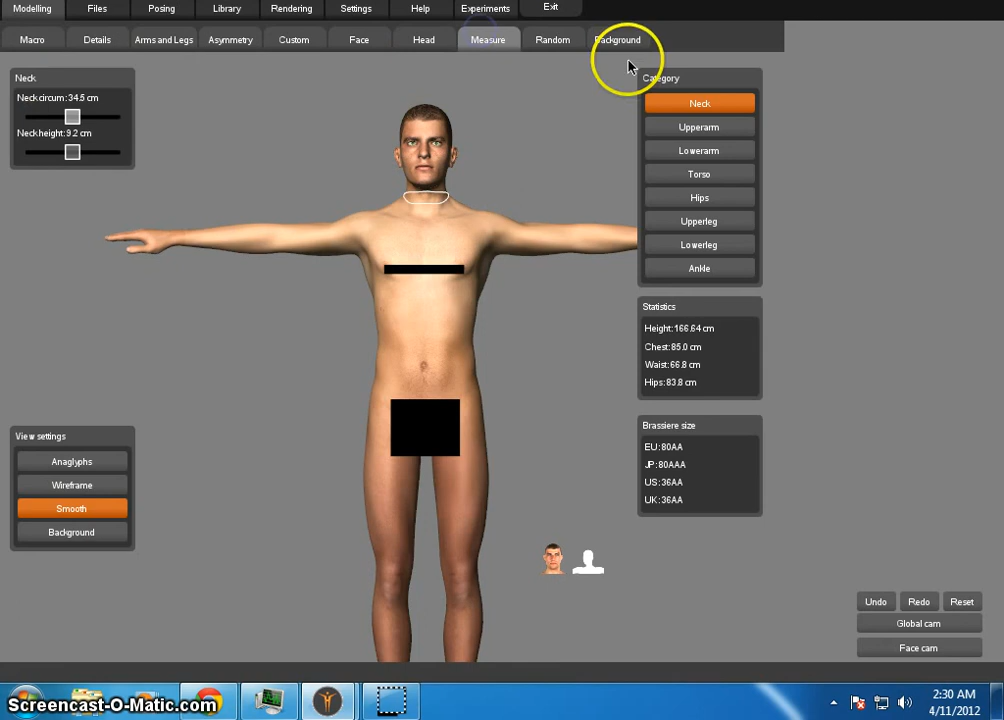 Modelling Files Posing Library Rendering Settings Help Experiments Exit
Macro Details Arms and Legs Asymmetry Custom Face Head Measure Random Background
Neck
Neck circum: 34.5 cm
Neck height: 9.2 cm
Category
Neck
Upperarm
Lowerarm
Torso
Hips
Upperleg
Lowerleg
Ankle
Statistics
Height: 166.64 cm
Chest: 85.0 cm
Waist: 66.8 cm
Hips: 83.8 cm
Brassiere size
EU: 80AA
JP: 80AAA
US: 36AA
UK: 36AA
View settings
Anaglyphs
Wireframe
Smooth
Background
Undo Redo Reset
Global cam
Face cam
Screencast-O-Matic.com
2:30 AM
4/11/2012